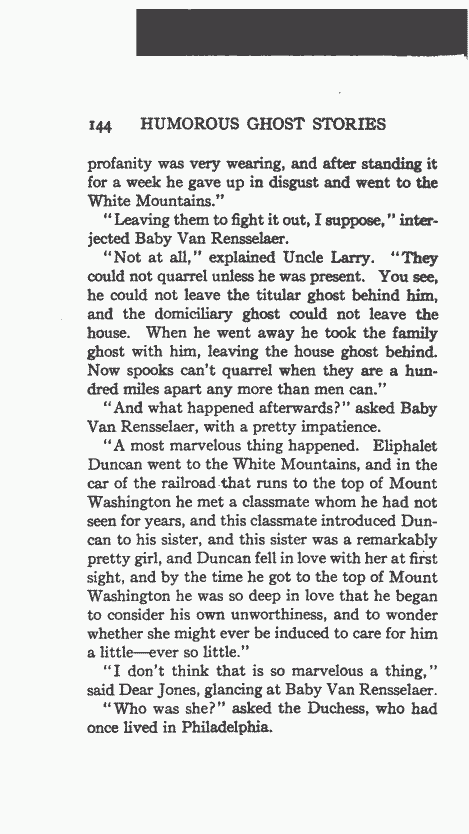 144 HUMOROUS GHOST STORIES
profanity was very wearing, and after standing it
for a week he gave up in disgust and went to the
White Mountains."
"Leaving them to fight it out, I suppose," inter-
jected Baby Van Rensselaer.
"Not at all," explained Uncle Larry. "They
could not quarrel unless he was present. You see,
he could not leave the titular ghost behind him,
and the domiciliary ghost could not leave the
house. When he went away he took the family
ghost with him, leaving the house ghost behind.
Now spooks can't quarrel when they are a hun-
dred miles apart any more than men can."
"And what happened afterwards?" asked Baby
Van Rensselaer, with a pretty impatience.
"A most marvelous thing happened. Eliphalet
Duncan went to the White Mountains, and in the
car of the railroad that runs to the top of Mount
Washington he met a classmate whom he had not
seen for years, and this classmate introduced Dun-
can to his sister, and this sister was a remarkably
pretty girl, and Duncan fell in love with her at first
sight, and by the time he got to the top of Mount
Washington he was so deep in love that he began
to consider his own unworthiness, and to wonder
whether she might ever be induced to care for him
a little—ever so little."
"I don't think that is so marvelous a thing,"
said Dear Jones, glancing at Baby Van Rensselaer.
"Who was she?" asked the Duchess, who had
once lived in Philadelphia.